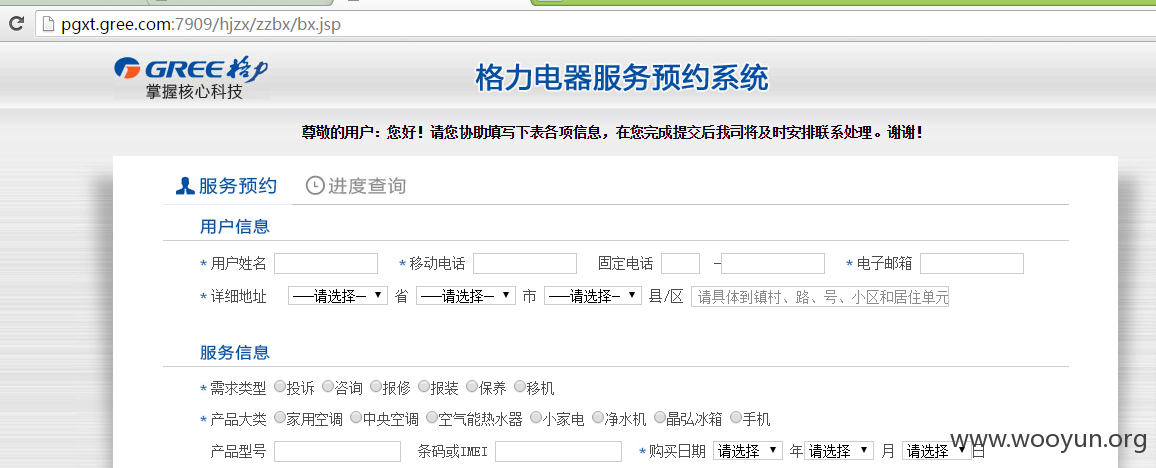 pgxt.gree.com:7909/hjzx/zzbx/bx.jsp
GREE格力
掌握核心科技
格力电器服务预约系统
尊敬的用户：您好！请您协助填写下表各项信息，在您完成提交后我司将及时安排联系处理。谢谢！
服务预约 进度查询
用户信息
*用户姓名 *移动电话 固定电话 — *电子邮箱
*详细地址 —请选择— 省 —请选择— 市 —请选择— 县/区 请具体到镇村、路、号、小区和居住单元
服务信息
*需求类型 投诉 咨询 报修 报装 保养 移机
*产品大类 家用空调 中央空调 空气能热水器 小家电 净水机 晶弘冰箱 手机
产品型号 条码或IMEI *购买日期 请选择 年 请选择 月 请选择 日
www.wooyun.org